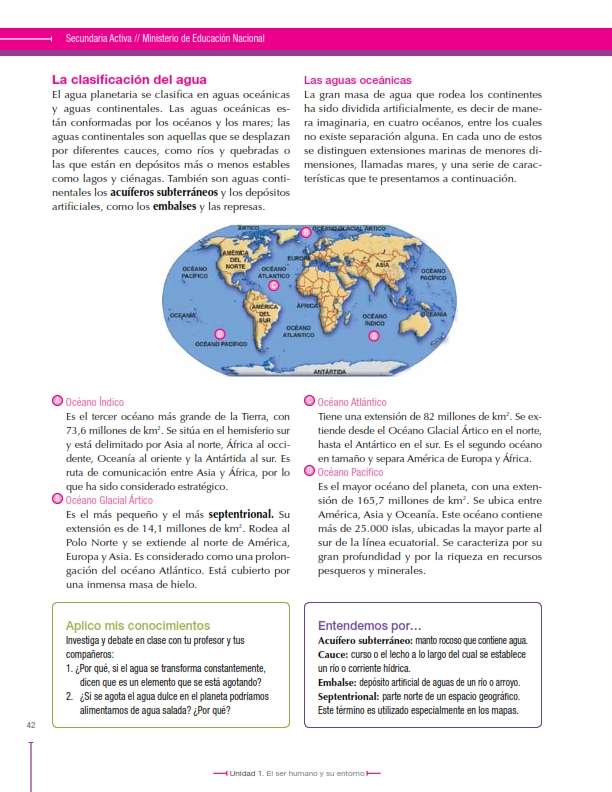 Secundaria Activa // Ministerio de Educación Nacional
La clasificación del agua
El agua planetaria se clasifica en aguas oceánicas
y aguas continentales. Las aguas oceánicas es-
tán conformadas por los océanos y los mares; las
aguas continentales son aquellas que se desplazan
por diferentes cauces, como ríos y quebradas o
las que están en depósitos más o menos estables
como lagos y ciénagas. También son aguas conti-
nentales los acuíferos subterráneos y los depósitos
artificiales, como los embalses y las represas.
Las aguas oceánicas
La gran masa de agua que rodea los continentes
ha sido dividida artificialmente, es decir de mane-
ra imaginaria, en cuatro océanos, entre los cuales
no existe separación alguna. En cada uno de estos
se distinguen extensiones marinas de menores di-
mensiones, llamadas mares, y una serie de carac-
terísticas que te presentamos a continuación.
ÁRTICO
B
OCÉANO GLACIAL ÁRTICO
AMÉRICA
DEL
NORTE
EUROPA
ASIA
OCÉANO
PACÍFICO
OCÉANO
ATLANTICO
OCÉANO
PACÍFICO
C
ÁFRICA
AMÉRICA
DEL
SUR
OCEANÍA
OCÉANO
ÍNDICO
OCEANÍA
OCÉANO
ATLANTICO
D
A
OCÉANO PACÍFICO
ANTÁRTIDA
A Océano Índico
Es el tercer océano más grande de la Tierra, con
73,6 millones de km². Se sitúa en el hemisferio sur
y está delimitado por Asia al norte, África al occi-
dente, Oceanía al oriente y la Antártida al sur. Es
ruta de comunicación entre Asia y África, por lo
que ha sido considerado estratégico.
Océano Glacial Ártico
Es el más pequeño y el más septentrional. Su
extensión es de 14,1 millones de km². Rodea al
Polo Norte y se extiende al norte de América,
Europa y Asia. Es considerado como una prolon-
gación del océano Atlántico. Está cubierto por
una inmensa masa de hielo.
Océano Atlántico
Tiene una extensión de 82 millones de km². Se ex-
tiende desde el Océano Glacial Ártico en el norte,
hasta el Antártico en el sur. Es el segundo océano
en tamaño y separa América de Europa y África.
Océano Pacífico
Es el mayor océano del planeta, con una exten-
sión de 165,7 millones de km². Se ubica entre
América, Asia y Oceanía. Este océano contiene
más de 25.000 islas, ubicadas la mayor parte al
sur de la línea ecuatorial. Se caracteriza por su
gran profundidad y por la riqueza en recursos
pesqueros y minerales.
Aplico mis conocimientos
Investiga y debate en clase con tu profesor y tus
compañeros:
1. ¿Por qué, si el agua se transforma constantemente,
dicen que es un elemento que se está agotando?
2. ¿Si se agota el agua dulce en el planeta podríamos
alimentarnos de agua salada? ¿Por qué?
Entendemos por...
Acuífero subterráneo: manto rocoso que contiene agua.
Cauce: curso o el lecho a lo largo del cual se establece
un río o corriente hídrica.
Embalse: depósito artificial de aguas de un río o arroyo.
Septentrional: parte norte de un espacio geográfico.
Este término es utilizado especialmente en los mapas.
42
Unidad 1. El ser humano y su entorno